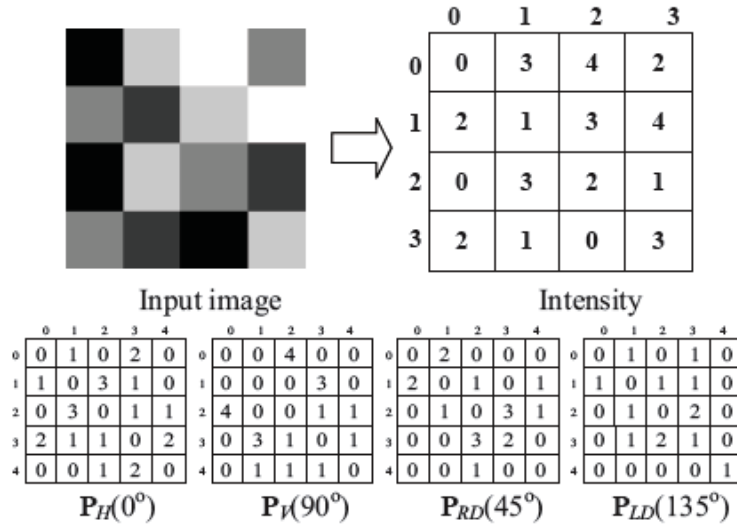 0 1 2 3
0 0 3 4 2
1 2 1 3 4
2 0 3 2 1
3 2 1 0 3
Input image
Intensity
0 1 2 3 4
0 0 1 0 2 0
1 1 0 3 1 0
2 0 3 0 1 1
3 2 1 1 0 2
4 0 0 1 2 0
P_H(0°)
0 1 2 3 4
0 0 0 4 0 0
1 0 0 0 3 0
2 4 0 0 1 1
3 0 3 1 0 1
4 0 1 1 1 0
P_V(90°)
0 1 2 3 4
0 0 2 0 0 0
1 2 0 1 0 1
2 0 1 0 3 1
3 0 0 3 2 0
4 0 0 1 0 0
P_RD(45°)
0 1 2 3 4
0 0 1 0 1 0
1 1 0 1 1 0
2 0 1 0 2 0
3 0 1 2 1 0
4 0 0 0 0 1
P_LD(135°)